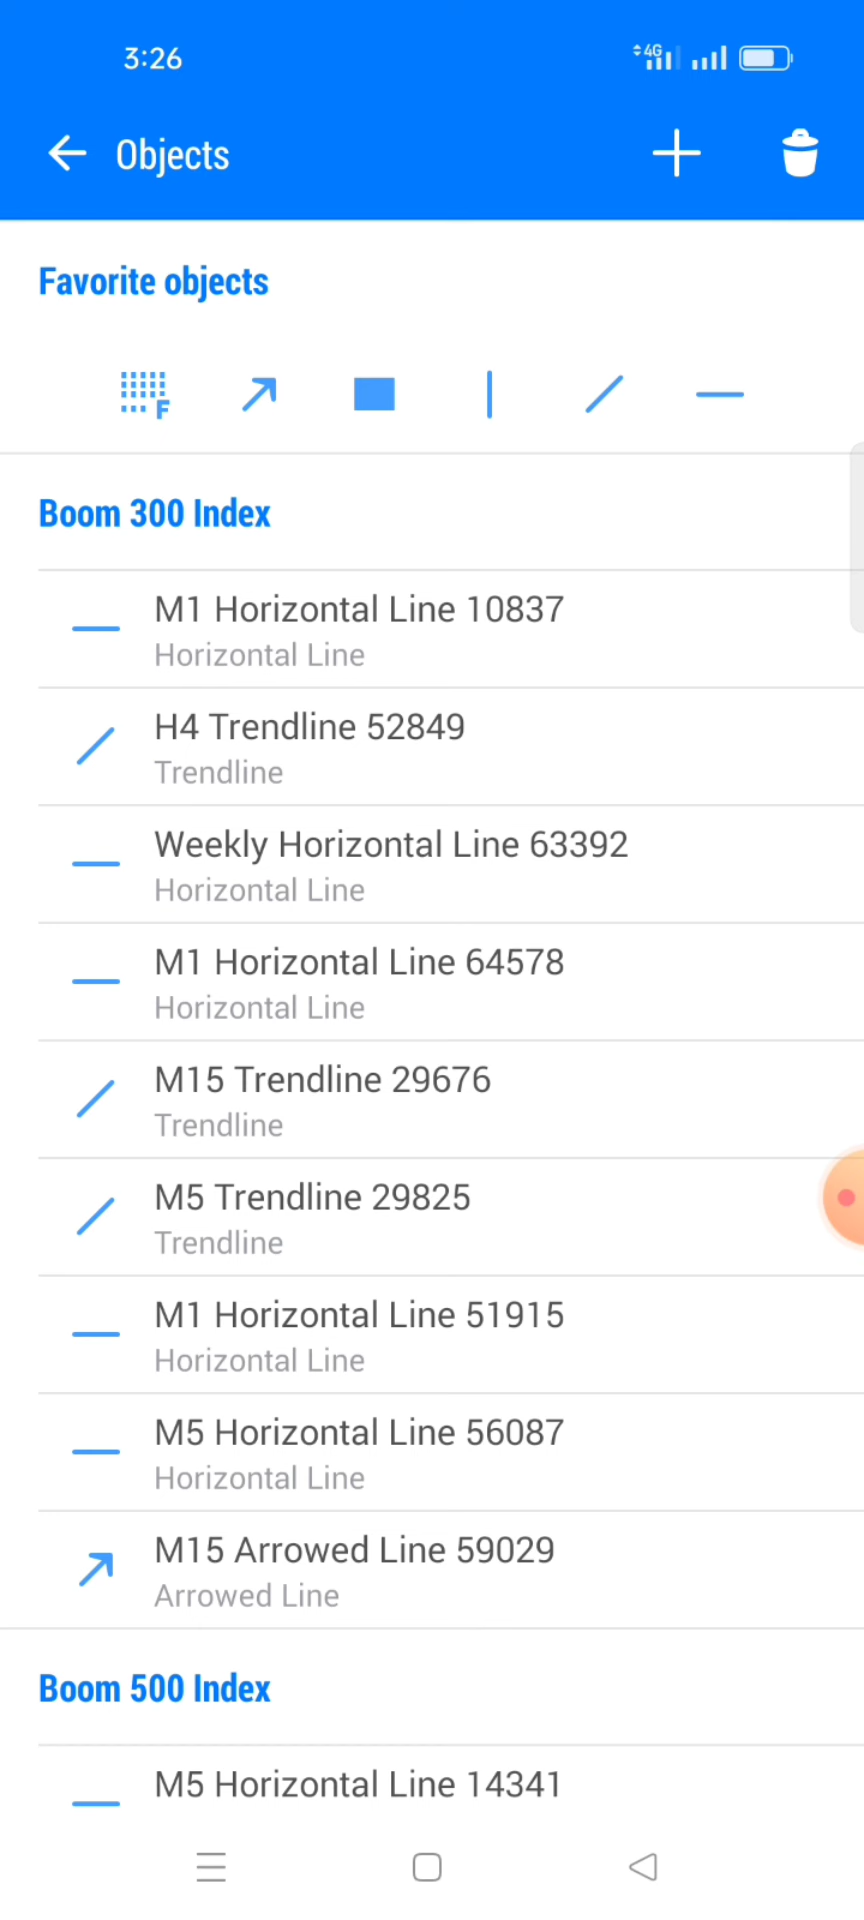 3:26
4G
Objects
Favorite objects
F
Boom 300 Index
M1 Horizontal Line 10837
Horizontal Line
H4 Trendline 52849
Trendline
Weekly Horizontal Line 63392
Horizontal Line
M1 Horizontal Line 64578
Horizontal Line
M15 Trendline 29676
Trendline
M5 Trendline 29825
Trendline
M1 Horizontal Line 51915
Horizontal Line
M5 Horizontal Line 56087
Horizontal Line
M15 Arrowed Line 59029
Arrowed Line
Boom 500 Index
M5 Horizontal Line 14341